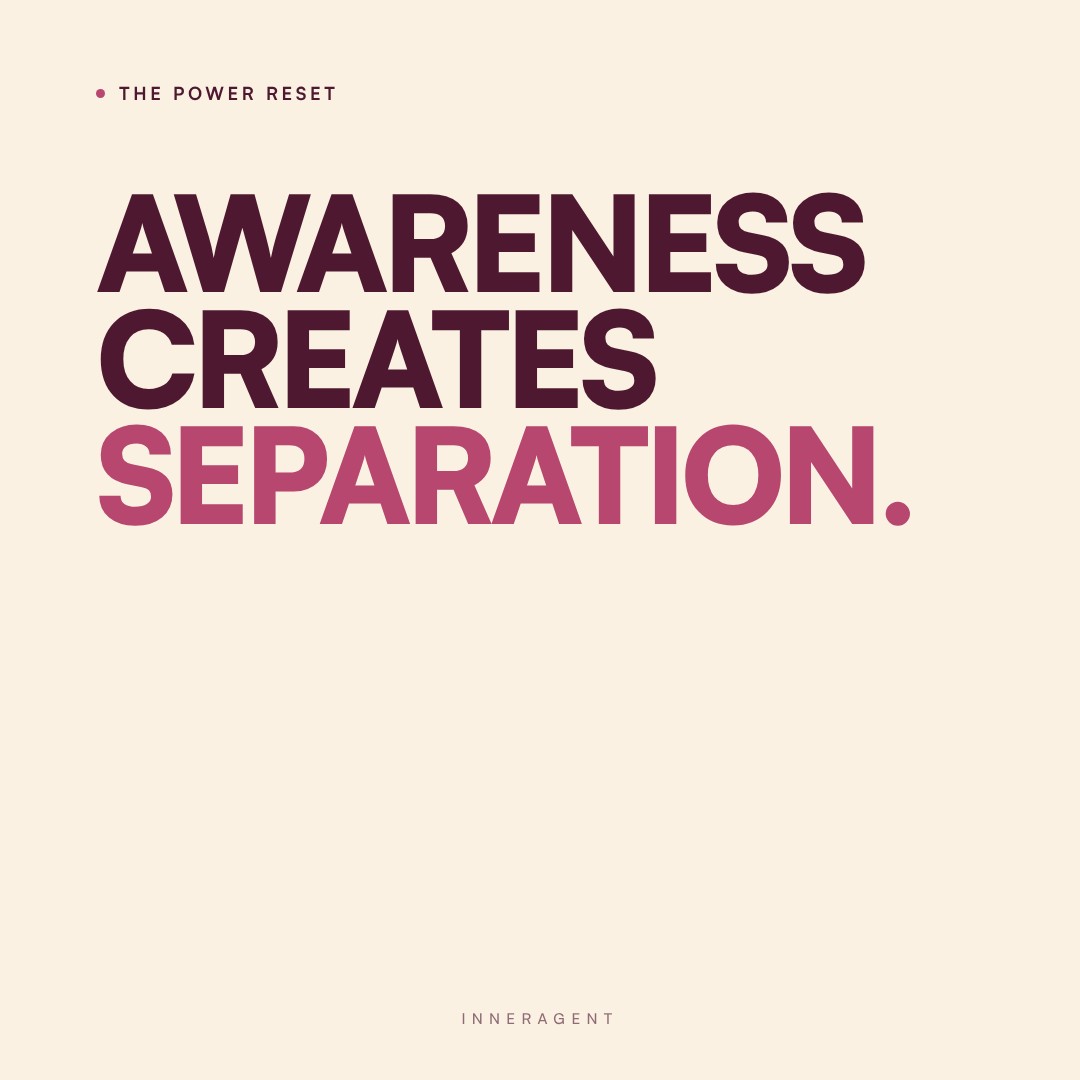 THE POWER RESET
AWARENESS
CREATES
SEPARATION.
INNERAGENT